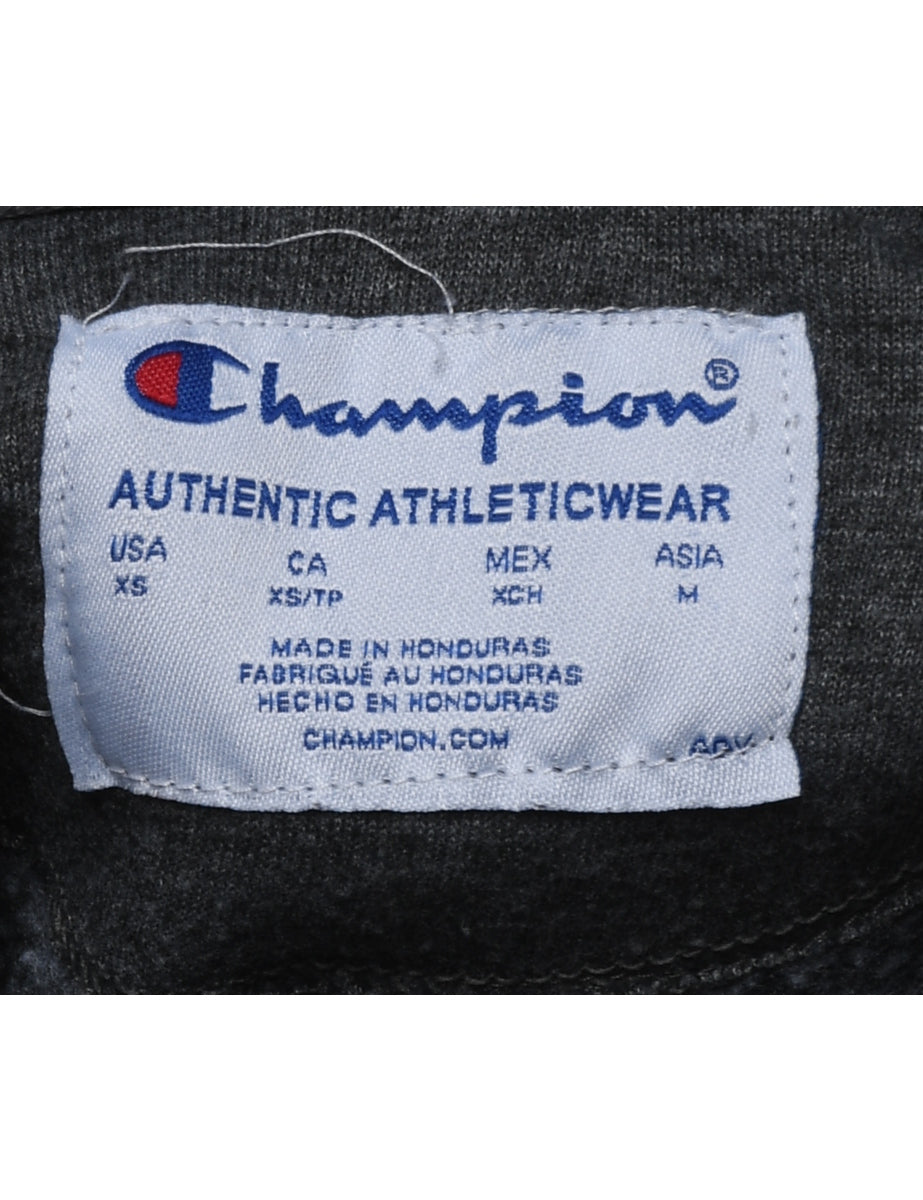 Champion®
AUTHENTIC ATHLETICWEAR
USA CA MEX ASIA
XS XS/TP XCH M
MADE IN HONDURAS
FABRIQUÉ AU HONDURAS
HECHO EN HONDURAS
CHAMPION.COM